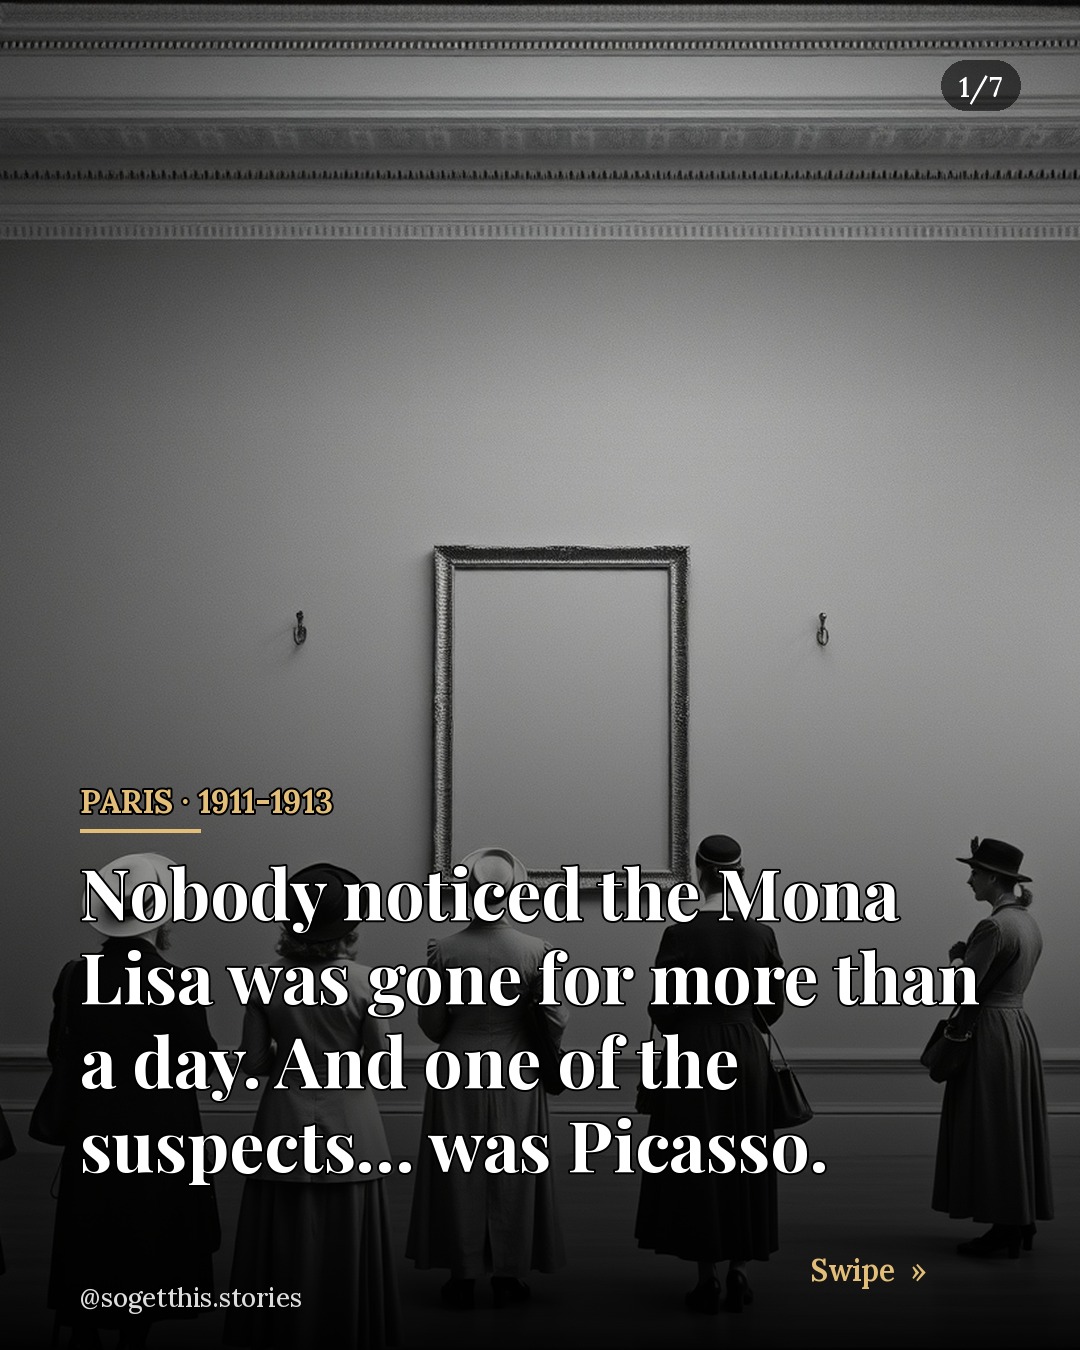 1/7
PARIS · 1911–1913
Nobody noticed the Mona
Lisa was gone for more than
a day. And one of the
suspects... was Picasso.
Swipe »
@sogetthis.stories